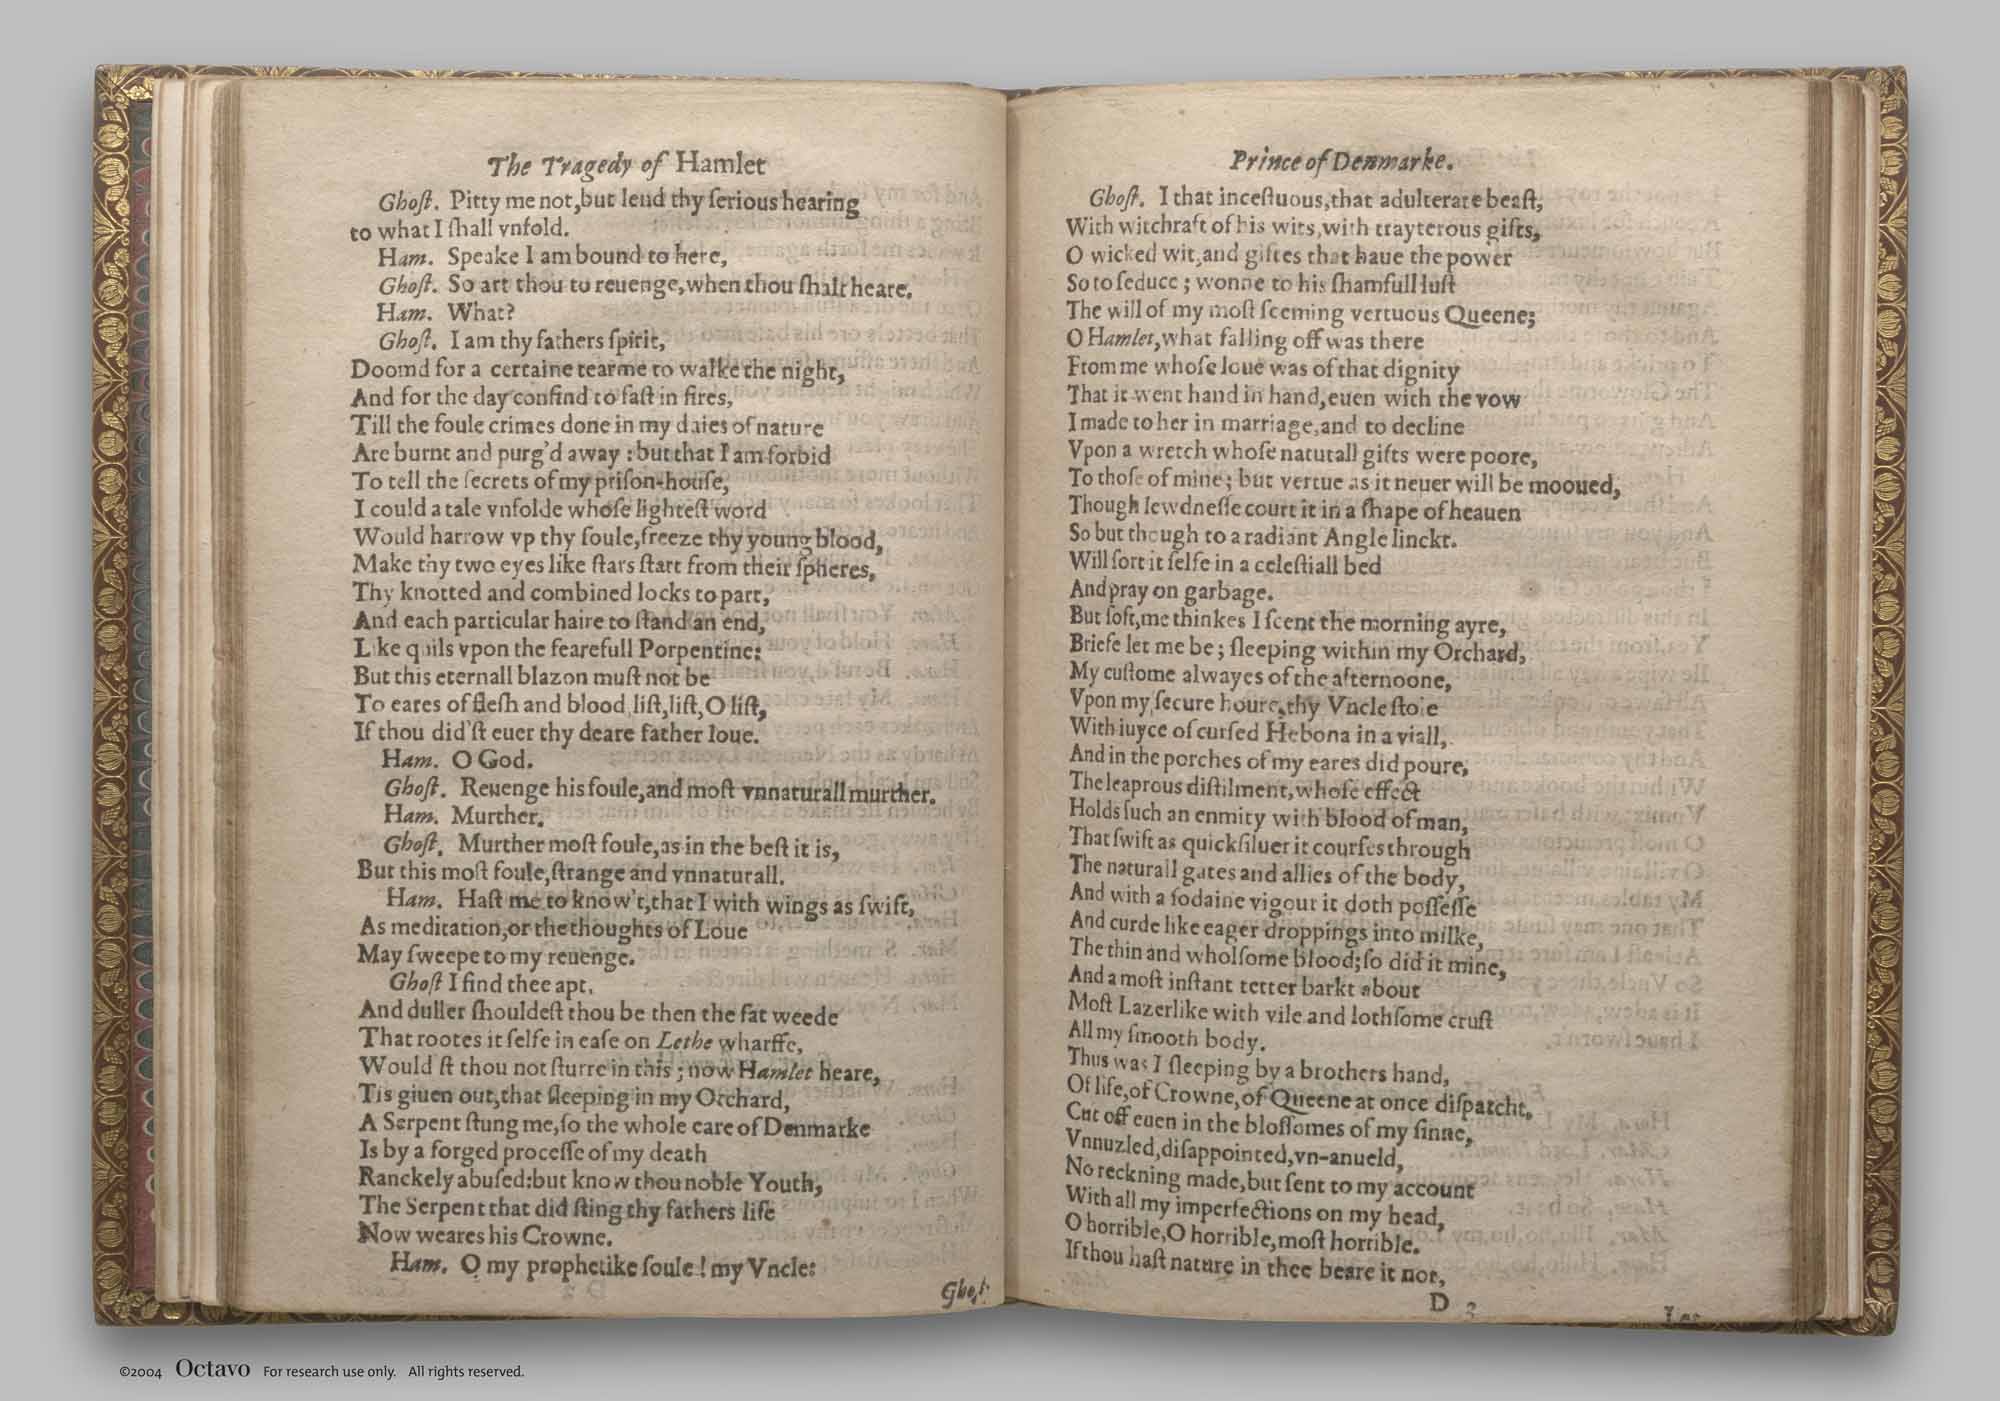 The Tragedy of Hamlet
Ghoſt. Pitty me not,but lend thy ſerious hearing
to what I ſhall vnfold.
Ham. Speake I am bound to here,
Ghoſt. So art thou to reuenge,when thou ſhalt heare.
Ham. What?
Ghoſt. I am thy fathers ſpirit,
Doomd for a certaine tearme to walke the night,
And for the day confind to faſt in fires,
Till the foule crimes done in my daies of nature
Are burnt and purg'd away : but that I am forbid
To tell the ſecrets of my priſon-houſe,
I could a tale vnfolde whoſe lighteſt word
Would harrow vp thy ſoule,freeze thy young blood,
Make thy two eyes like ſtars ſtart from their ſpheres,
Thy knotted and combined locks to part,
And each particular haire to ſtand an end,
Like quils vpon the fearefull Porpentine:
But this eternall blazon muſt not be
To eares of fleſh and blood,liſt,liſt,O liſt,
If thou did'ſt euer thy deare father loue.
Ham. O God.
Ghoſt. Reuenge his foule,and moſt vnnaturall murther.
Ham. Murther.
Ghoſt. Murther moſt foule,as in the beſt it is,
But this moſt foule,ſtrange and vnnaturall.
Ham. Haſt me to know't,that I with wings as ſwift,
As meditation,or the thoughts of Loue
May ſweepe to my reuenge.
Ghoſt I find thee apt,
And duller ſhouldeſt thou be then the fat weede
That rootes it ſelfe in eaſe on Lethe wharffe,
Would ſt thou not ſturre in this ; now Hamlet heare,
Tis giuen out,that ſleeping in my Orchard,
A Serpent ſtung me,ſo the whole eare of Denmarke
Is by a forged proceſſe of my death
Ranckely abuſed:but know thou noble Youth,
The Serpent that did ſting thy fathers life
Now weares his Crowne.
Ham. O my prophetike ſoule ! my Vncle:
Ghoſt:
Prince of Denmarke.
Ghoſt. I that inceſtuous,that adulterate beaſt,
With witchraft of his wits,with trayterous gifts,
O wicked wit,and giftes that haue the power
So to ſeduce ; wonne to his ſhamfull luſt
The will of my moſt ſeeming vertuous Queene;
O Hamlet,what falling off was there
From me whoſe loue was of that dignity
That it went hand in hand,euen with the vow
I made to her in marriage,and to decline
Vpon a wretch whoſe naturall gifts were poore,
To thoſe of mine ; but vertue as it neuer will be mooued,
Though lewdneſſe court it in a ſhape of heauen
So but though to a radiant Angle linckt.
Will ſort it ſelfe in a celeſtiall bed
And pray on garbage.
But ſoft,me thinkes I ſcent the morning ayre,
Briefe let me be ; ſleeping within my Orchard,
My cuſtome alwayes of the afternoone,
Vpon my ſecure houre,thy Vncle ſtole
With iuyce of curſed Hebona in a viall,
And in the porches of my eares did poure,
The leaprous diſtilment,whoſe effect
Holds ſuch an enmity with blood of man,
That ſwift as quickſiluer it courſes through
The naturall gates and allies of the body,
And with a ſodaine vigour it doth poſſeſſe
And curde like eager droppings into milke,
The thin and wholſome blood;ſo did it mine,
And a moſt inſtant tetter barkt about
Moſt Lazerlike with vile and lothſome cruſt
All my ſmooth body.
Thus was I ſleeping by a brothers hand,
Of life,of Crowne,of Queene at once diſpatcht,
Cut off euen in the bloſſomes of my ſinne,
Vnnuzled,diſappointed,vn-anueld,
No reckning made,but ſent to my account
With all my imperfections on my head,
O horrible,O horrible,moſt horrible.
If thou haſt nature in thee beare it not,
D 3
Let
©2004 Octavo For research use only. All rights reserved.